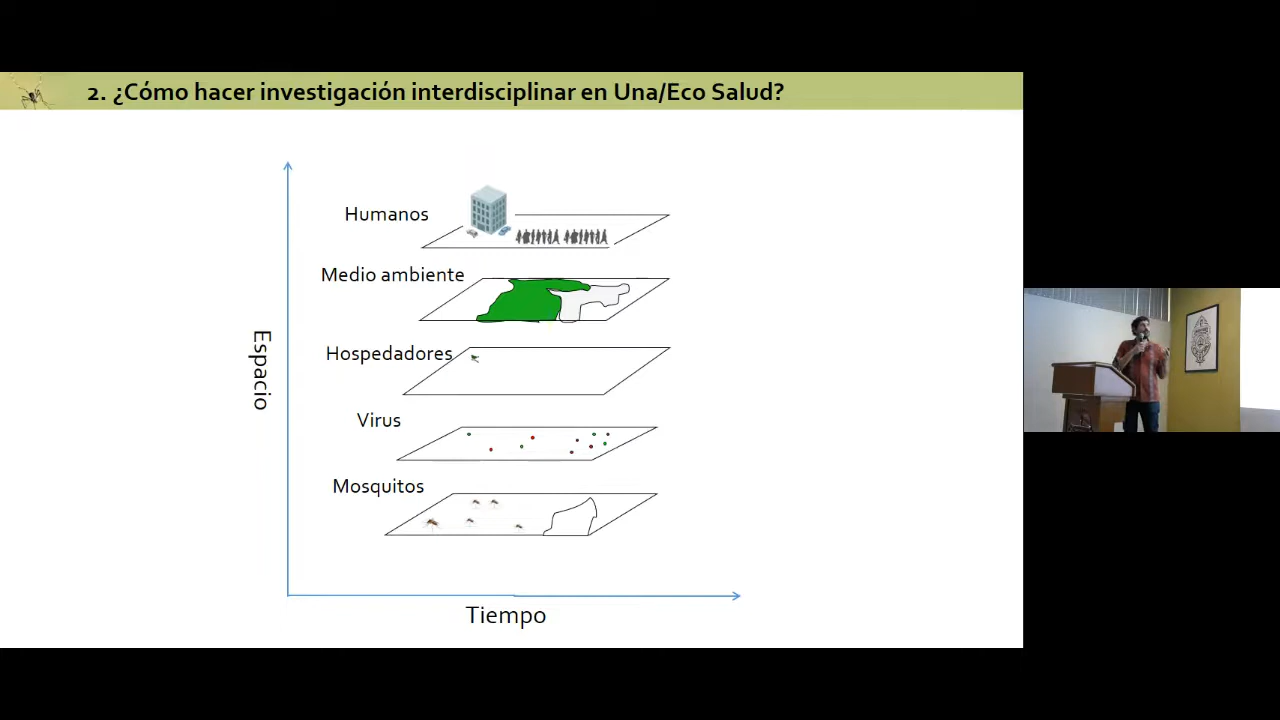 2. ¿Cómo hacer investigación interdisciplinar en Una/Eco Salud?
Humanos
Medio ambiente
Hospedadores
Virus
Mosquitos
Espacio
Tiempo